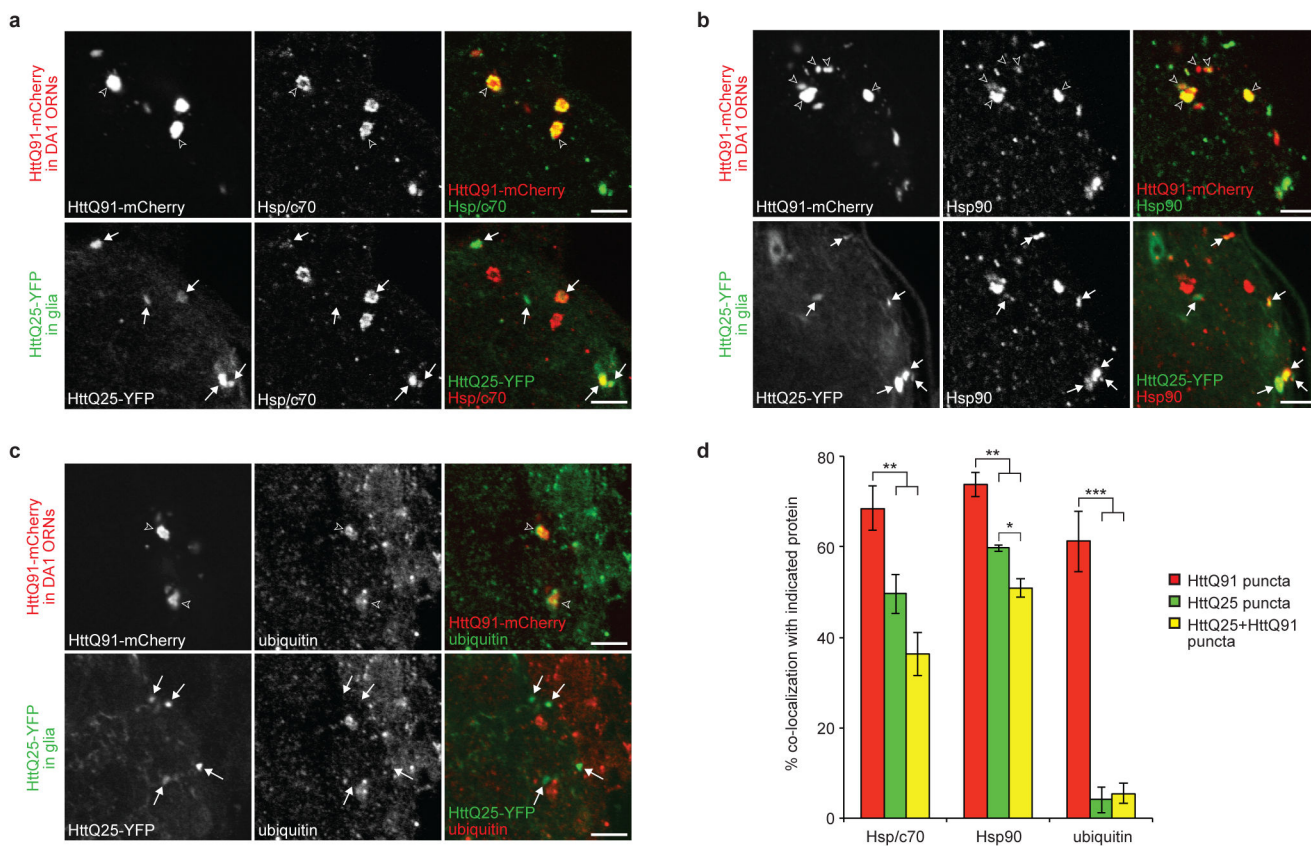 a
HttQ91-mCherry
in DA1 ORNs
HttQ91-mCherry
Hsp/c70
HttQ91-mCherry
Hsp/c70
HttQ25-YFP
in glia
HttQ25-YFP
Hsp/c70
HttQ25-YFP
Hsp/c70
b
HttQ91-mCherry
in DA1 ORNs
HttQ91-mCherry
Hsp90
HttQ91-mCherry
Hsp90
HttQ25-YFP
in glia
HttQ25-YFP
Hsp90
HttQ25-YFP
Hsp90
c
HttQ91-mCherry
in DA1 ORNs
HttQ91-mCherry
ubiquitin
HttQ91-mCherry
ubiquitin
HttQ25-YFP
in glia
HttQ25-YFP
ubiquitin
HttQ25-YFP
ubiquitin
d
% co-localization with indicated protein
80
60
40
20
0
**
**
*
***
Hsp/c70
Hsp90
ubiquitin
HttQ91 puncta
HttQ25 puncta
HttQ25+HttQ91
puncta